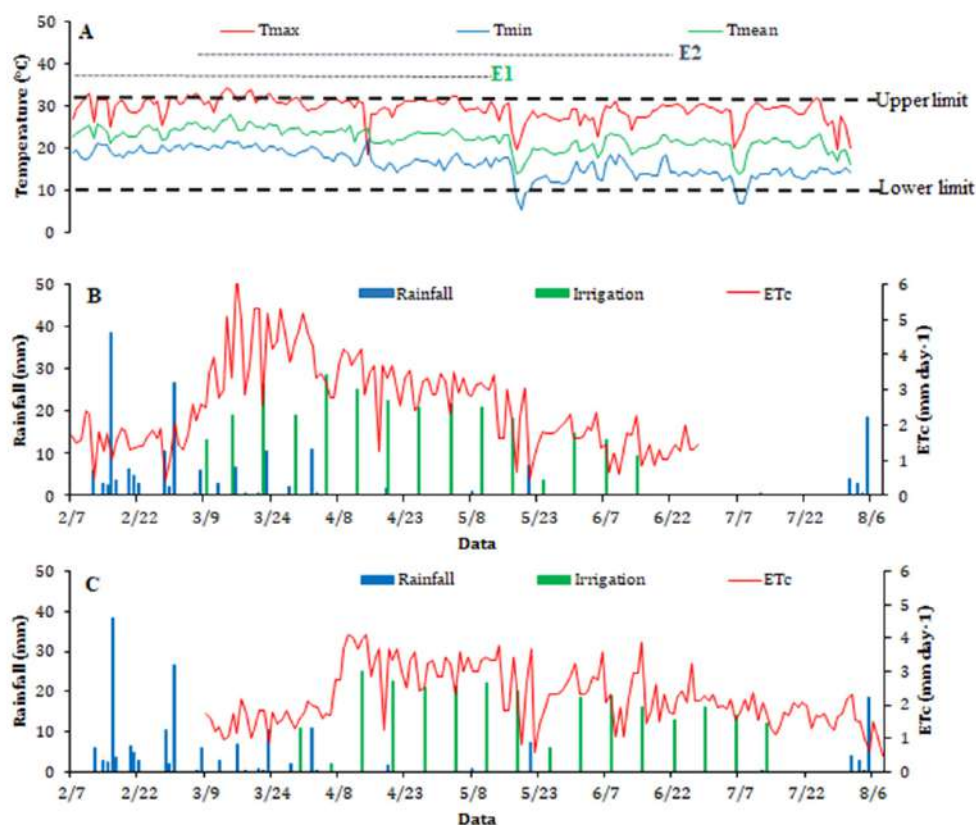 A
Tmax Tmin Tmean
E2
E1
Upper limit
Lower limit
Temperature (°C)
50
40
30
20
10
0
B
Rainfall Irrigation ETc
Rainfall (mm)
50
40
30
20
10
0
ETc (mm day-1)
6
5
4
3
2
1
0
2/7 2/22 3/9 3/24 4/8 4/23 5/8 5/23 6/7 6/22 7/7 7/22 8/6
Data
C
Rainfall Irrigation ETc
Rainfall (mm)
50
40
30
20
10
0
ETc (mm day-1)
6
5
4
3
2
1
0
2/7 2/22 3/9 3/24 4/8 4/23 5/8 5/23 6/7 6/22 7/7 7/22 8/6
Data